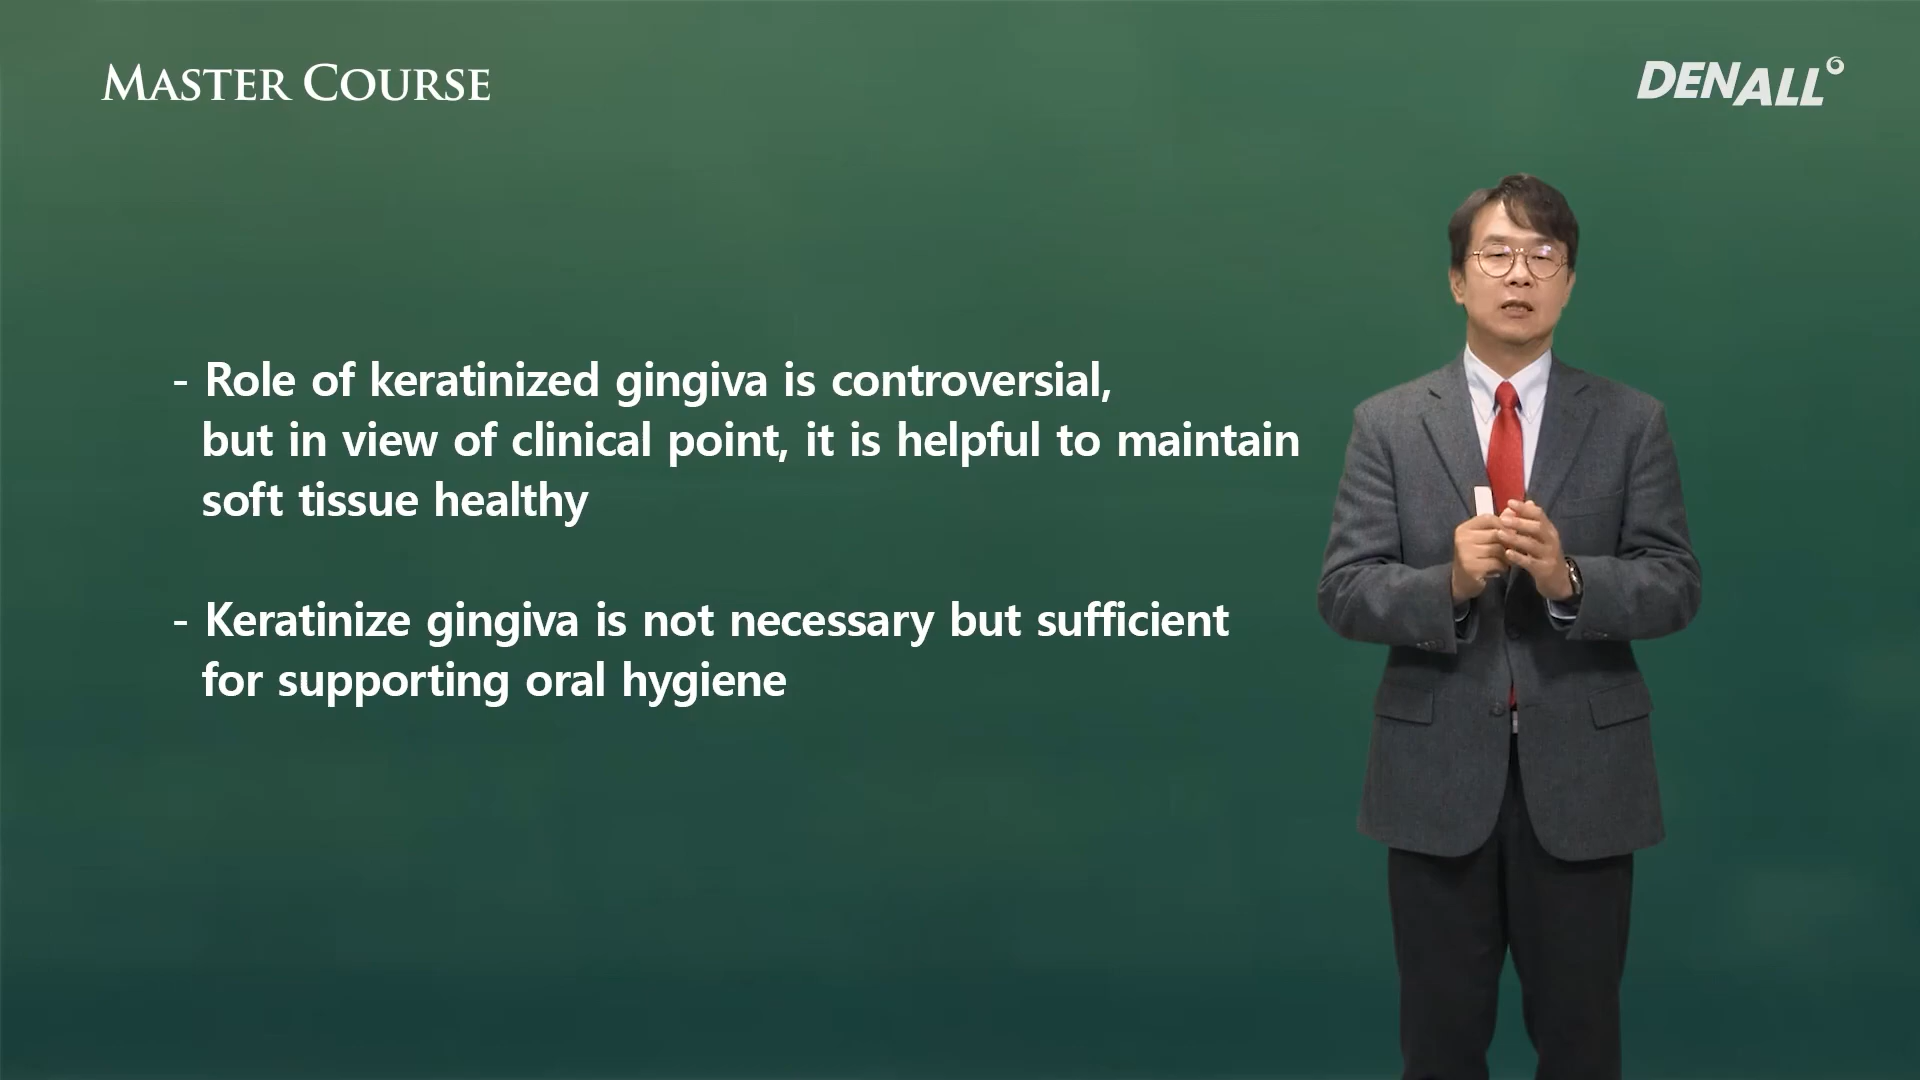 MASTER COURSE
DENALL
- Role of keratinized gingiva is controversial,
but in view of clinical point, it is helpful to maintain
soft tissue healthy
- Keratinize gingiva is not necessary but sufficient
for supporting oral hygiene